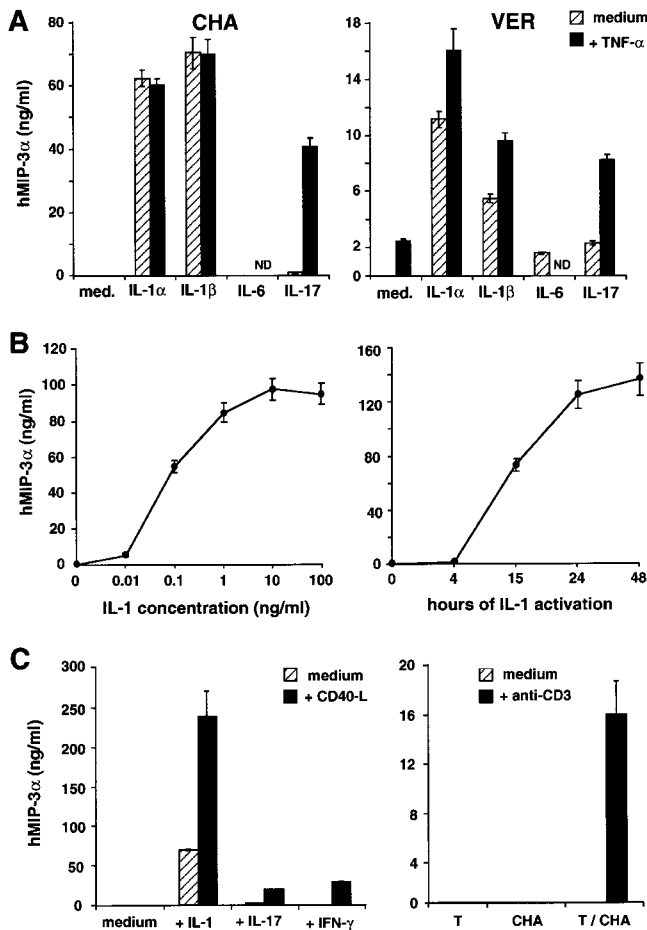 A
CHA
VER
medium
+ TNF-α
hMIP-3α (ng/ml)
80
60
40
20
0
ND
med. IL-1α IL-1β IL-6 IL-17
18
14
10
6
2
0
ND
med. IL-1α IL-1β IL-6 IL-17
B
hMIP-3α (ng/ml)
120
100
80
60
40
20
0
0 0.01 0.1 1 10 100
IL-1 concentration (ng/ml)
160
120
80
40
0
0 4 15 24 48
hours of IL-1 activation
C
hMIP-3α (ng/ml)
300
250
200
150
100
50
0
medium
+ CD40-L
medium + IL-1 + IL-17 + IFN-γ
20
16
12
8
4
0
medium
+ anti-CD3
T CHA T / CHA